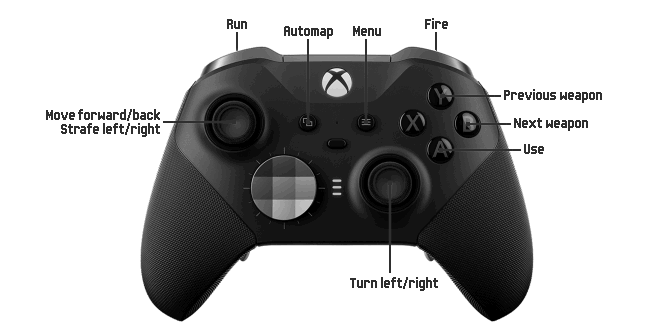 Run
Fire
Automap
Menu
Previous weapon
Y
Move forward/back
Strafe left/right
X
B
Next weapon
A
Use
Turn left/right